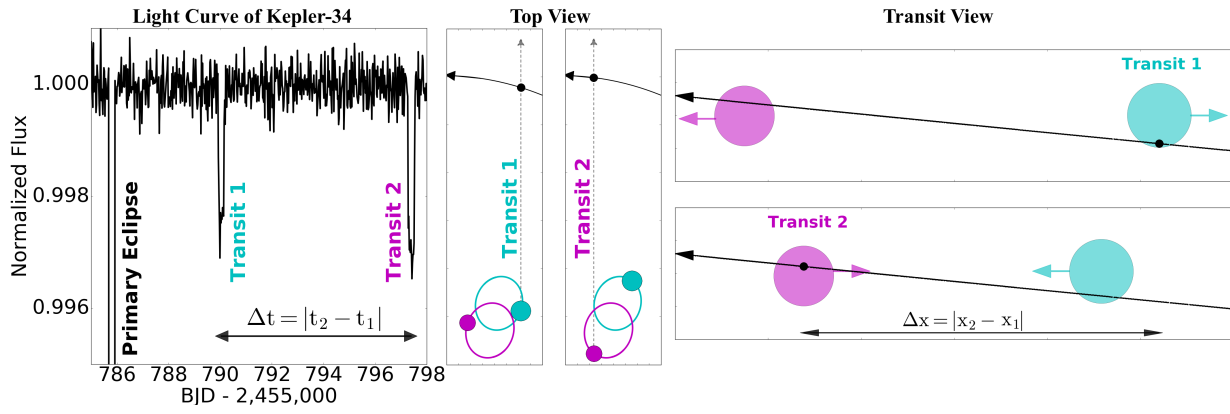 Light Curve of Kepler-34
Top View
Transit View
Normalized Flux
1.000
0.998
0.996
Primary Eclipse
Transit 1
Transit 2
Δt = |t₂ − t₁|
786 788 790 792 794 796 798
BJD - 2,455,000
Transit 1
Transit 2
Transit 1
Transit 2
Δx = |x₂ − x₁|